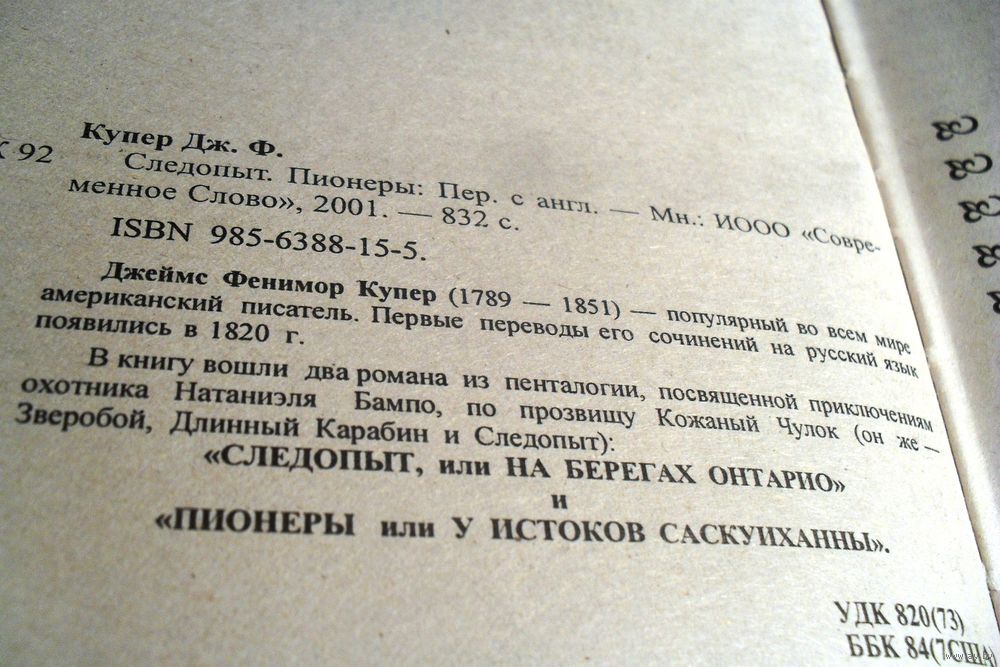 Купер Дж. Ф.
К 92
Следопыт. Пионеры: Пер. с англ. — Мн.: ИООО «Совре-
менное Слово», 2001. — 832 с.
ISBN 985-6388-15-5.
Джеймс Фенимор Купер (1789 — 1851) — популярный во всем мире
американский писатель. Первые переводы его сочинений на русский язык
появились в 1820 г.
В книгу вошли два романа из пенталогии, посвященной приключениям
охотника Натаниэля Бампо, по прозвищу Кожаный Чулок (он же —
Зверобой, Длинный Карабин и Следопыт):
«СЛЕДОПЫТ, или НА БЕРЕГАХ ОНТАРИО»
и
«ПИОНЕРЫ или У ИСТОКОВ САСКУИХАННЫ».
УДК 820(73)
ББК 84(7США)